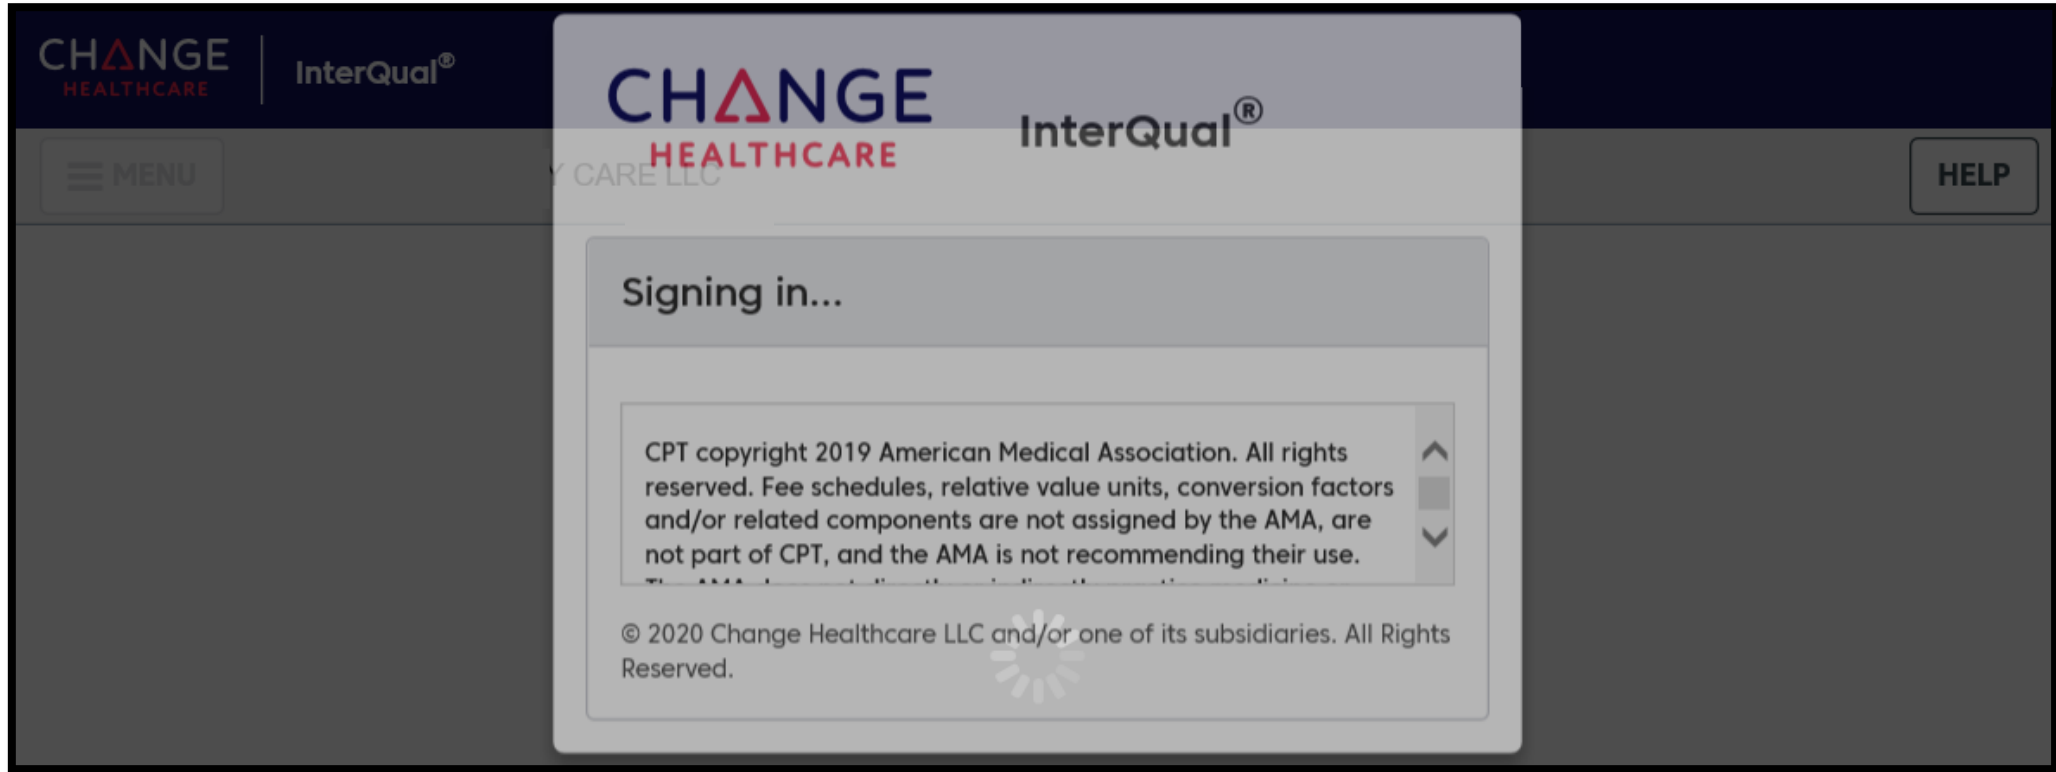 CHANGE
HEALTHCARE
InterQual®
MENU
HELP
CHANGE
HEALTHCARE
InterQual®
Y CARE LLC
Signing in...
CPT copyright 2019 American Medical Association. All rights
reserved. Fee schedules, relative value units, conversion factors
and/or related components are not assigned by the AMA, are
not part of CPT, and the AMA is not recommending their use.
© 2020 Change Healthcare LLC and/or one of its subsidiaries. All Rights
Reserved.